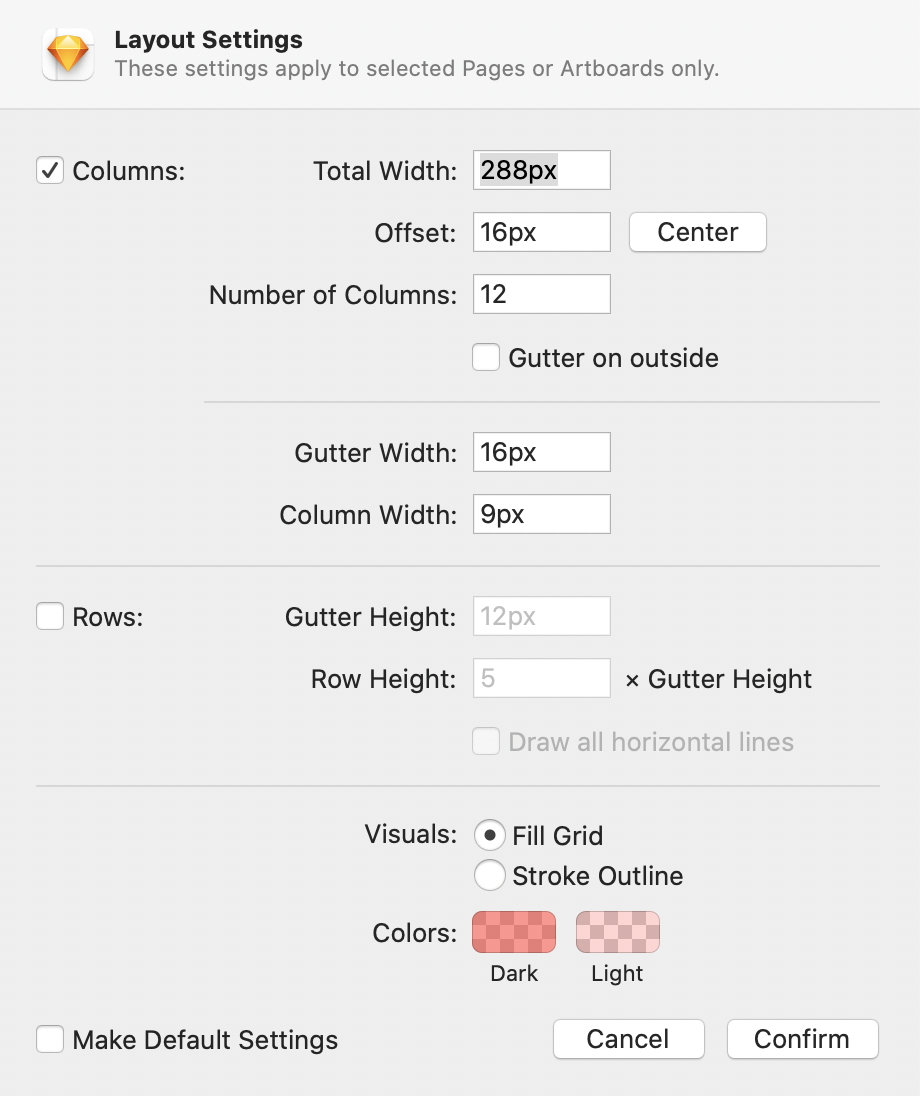 Layout Settings
These settings apply to selected Pages or Artboards only.
Columns: Total Width: 288px
Offset: 16px Center
Number of Columns: 12
Gutter on outside
Gutter Width: 16px
Column Width: 9px
Rows: Gutter Height: 12px
Row Height: 5 × Gutter Height
Draw all horizontal lines
Visuals: Fill Grid
Stroke Outline
Colors:
Dark Light
Make Default Settings Cancel Confirm